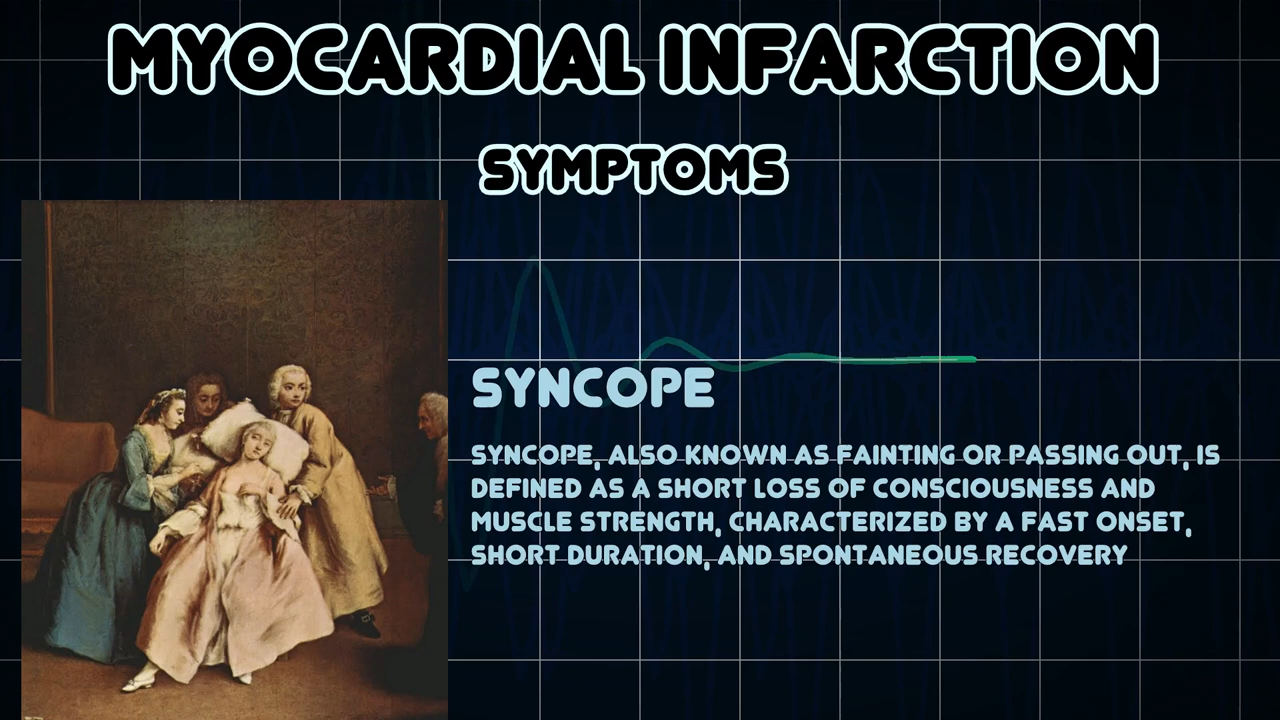 MYOCARDIAL INFARCTION
SYMPTOMS
SYNCOPE
SYNCOPE, ALSO KNOWN AS FAINTING OR PASSING OUT, IS
DEFINED AS A SHORT LOSS OF CONSCIOUSNESS AND
MUSCLE STRENGTH, CHARACTERIZED BY A FAST ONSET,
SHORT DURATION, AND SPONTANEOUS RECOVERY